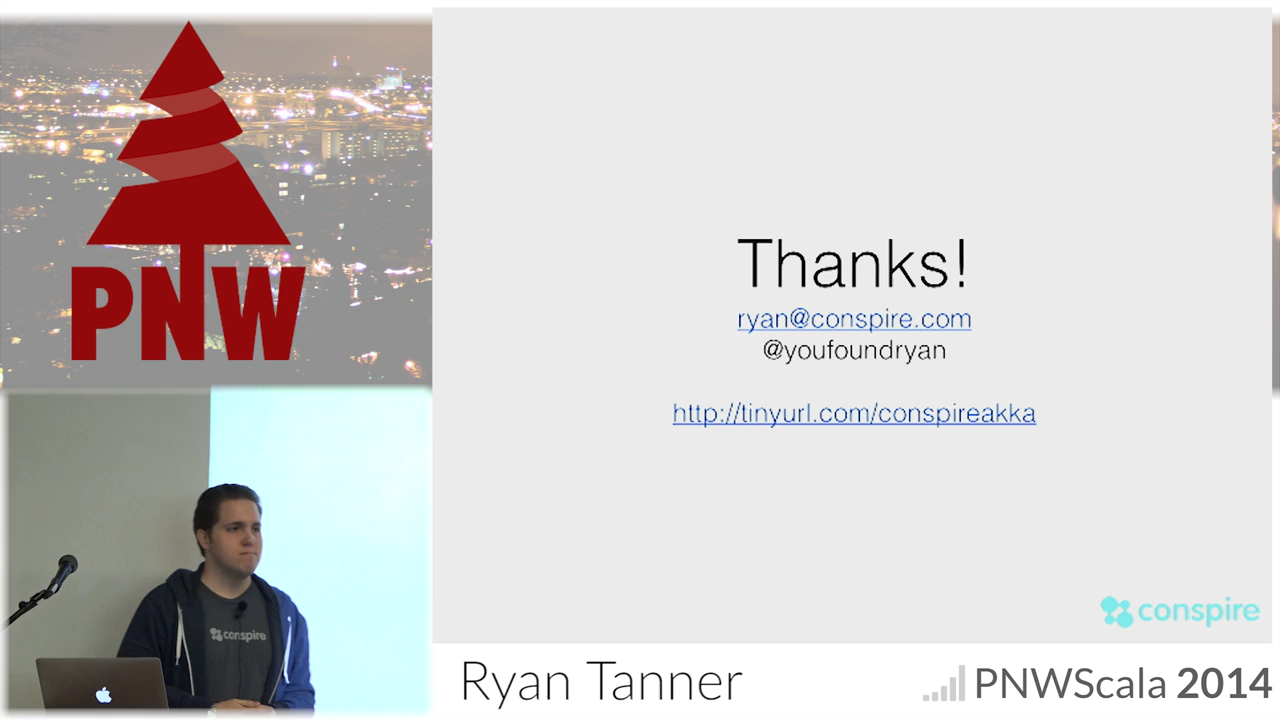 PNW
Thanks!
ryan@conspire.com
@youfoundryan
http://tinyurl.com/conspireakka
conspire
conspire
Ryan Tanner
PNWScala 2014